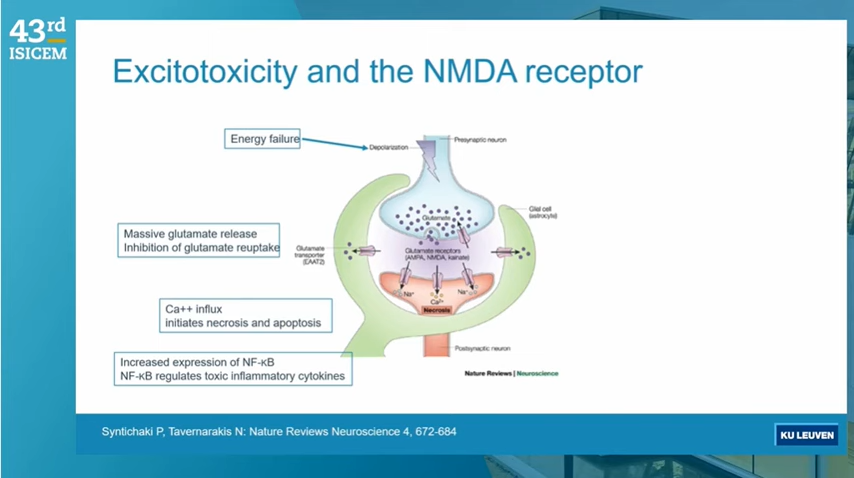 43rd
ISICEM
Excitotoxicity and the NMDA receptor
Energy failure
Depolarization
Presynaptic neuron
Glutamate
Glial cell
(astrocyte)
Massive glutamate release
Inhibition of glutamate reuptake
Glutamate
transporter
(EAAT2)
Glutamate receptors
(AMPA, NMDA, kainate)
Na⁺
Ca²⁺
Na⁺
Necrosis
Ca++ influx
initiates necrosis and apoptosis
Postsynaptic neuron
Increased expression of NF-κB
NF-κB regulates toxic inflammatory cytokines
Nature Reviews | Neuroscience
Syntichaki P, Tavernarakis N: Nature Reviews Neuroscience 4, 672-684
KU LEUVEN